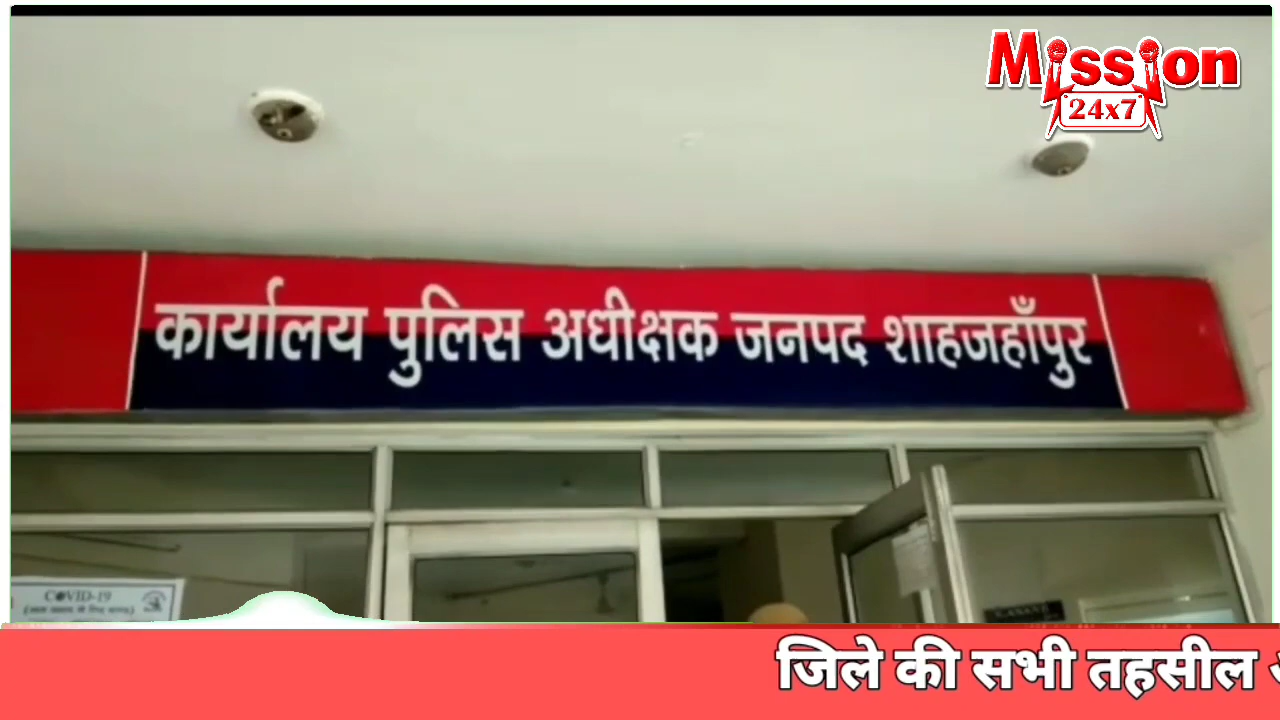 Mission
24x7
कार्यालय पुलिस अधीक्षक जनपद शाहजहाँपुर
COVID-19
जिले की सभी तहसील